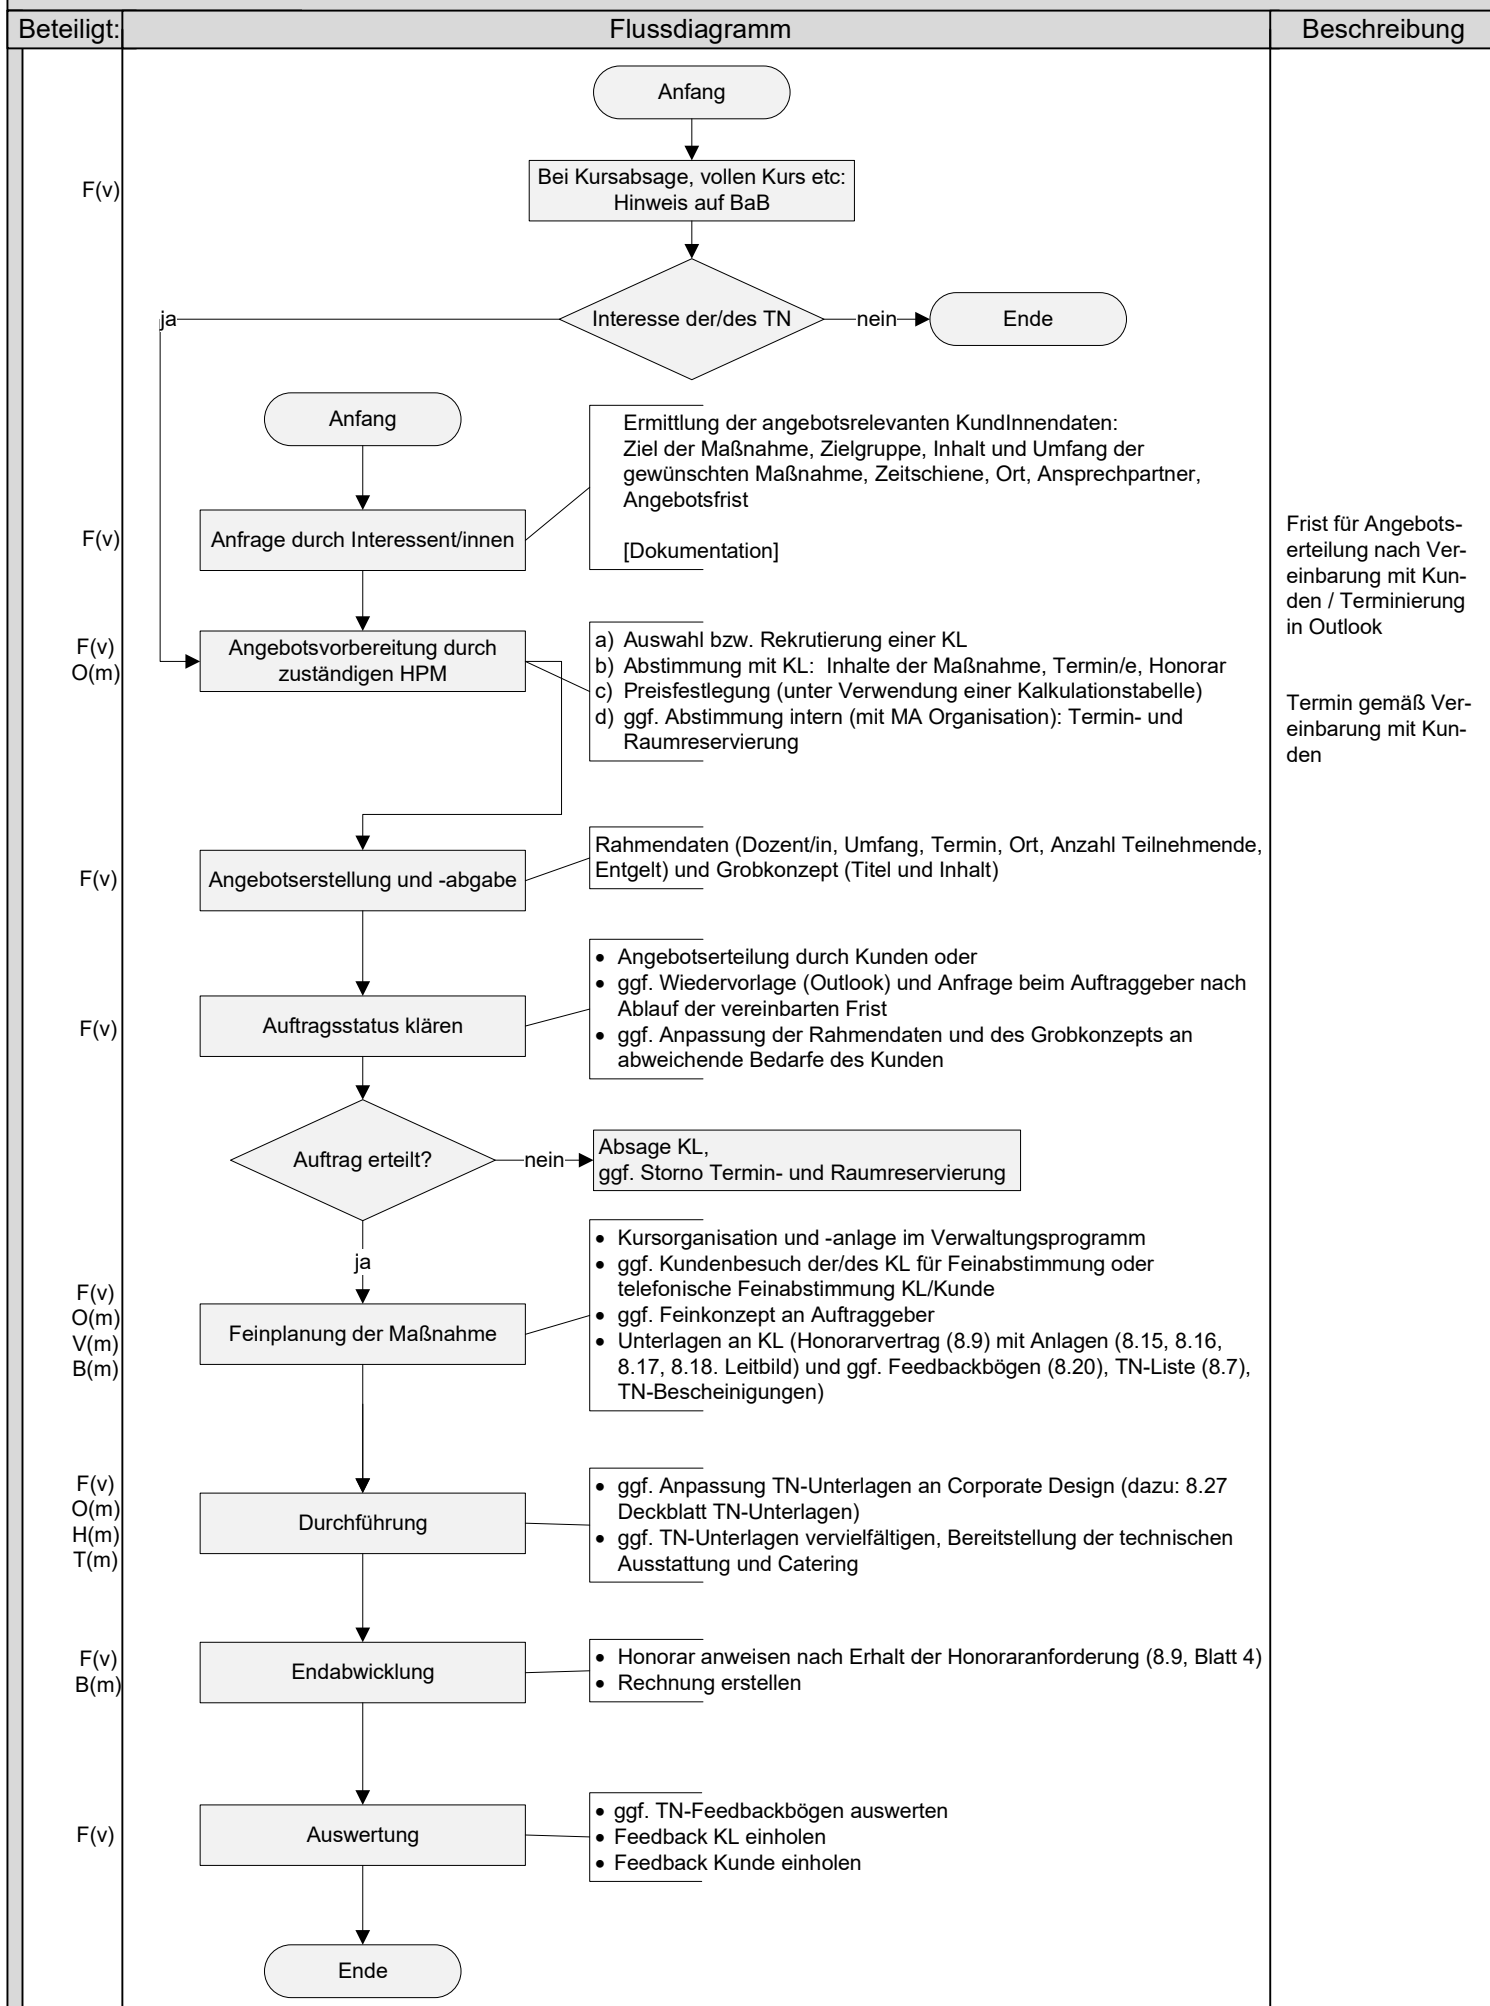 Beteiligt:
Flussdiagramm
Beschreibung
Anfang
F(v)
Bei Kursabsage, vollen Kurs etc:
Hinweis auf BaB
Interesse der/des TN
ja
nein
Ende
Anfang
Ermittlung der angebotsrelevanten KundInnendaten:
Ziel der Maßnahme, Zielgruppe, Inhalt und Umfang der
gewünschten Maßnahme, Zeitschiene, Ort, Ansprechpartner,
Angebotsfrist
[Dokumentation]
F(v)
Anfrage durch Interessent/innen
Frist für Angebots-
erteilung nach Ver-
einbarung mit Kun-
den / Terminierung
in Outlook
F(v)
O(m)
Angebotsvorbereitung durch
zuständigen HPM
a) Auswahl bzw. Rekrutierung einer KL
b) Abstimmung mit KL: Inhalte der Maßnahme, Termin/e, Honorar
c) Preisfestlegung (unter Verwendung einer Kalkulationstabelle)
d) ggf. Abstimmung intern (mit MA Organisation): Termin- und
Raumreservierung
Termin gemäß Ver-
einbarung mit Kun-
den
F(v)
Angebotserstellung und -abgabe
Rahmendaten (Dozent/in, Umfang, Termin, Ort, Anzahl Teilnehmende,
Entgelt) und Grobkonzept (Titel und Inhalt)
F(v)
Auftragsstatus klären
• Angebotserteilung durch Kunden oder
• ggf. Wiedervorlage (Outlook) und Anfrage beim Auftraggeber nach
Ablauf der vereinbarten Frist
• ggf. Anpassung der Rahmendaten und des Grobkonzepts an
abweichende Bedarfe des Kunden
Auftrag erteilt?
nein
Absage KL,
ggf. Storno Termin- und Raumreservierung
ja
F(v)
O(m)
V(m)
B(m)
Feinplanung der Maßnahme
• Kursorganisation und -anlage im Verwaltungsprogramm
• ggf. Kundenbesuch der/des KL für Feinabstimmung oder
telefonische Feinabstimmung KL/Kunde
• ggf. Feinkonzept an Auftraggeber
• Unterlagen an KL (Honorarvertrag (8.9) mit Anlagen (8.15, 8.16,
8.17, 8.18. Leitbild) und ggf. Feedbackbögen (8.20), TN-Liste (8.7),
TN-Bescheinigungen)
F(v)
O(m)
H(m)
T(m)
Durchführung
• ggf. Anpassung TN-Unterlagen an Corporate Design (dazu: 8.27
Deckblatt TN-Unterlagen)
• ggf. TN-Unterlagen vervielfältigen, Bereitstellung der technischen
Ausstattung und Catering
F(v)
B(m)
Endabwicklung
• Honorar anweisen nach Erhalt der Honoraranforderung (8.9, Blatt 4)
• Rechnung erstellen
F(v)
Auswertung
• ggf. TN-Feedbackbögen auswerten
• Feedback KL einholen
• Feedback Kunde einholen
Ende